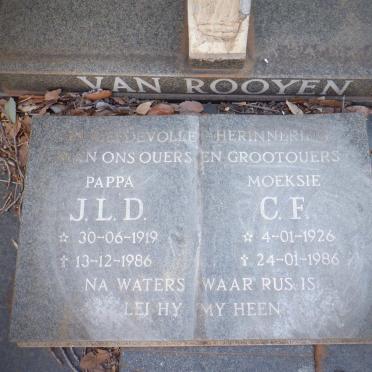 VAN ROOYEN
IN LIEFDEVOLLE HERINNERING
AAN ONS OUERS EN GROOTOUERS
PAPPA MOEKSIE
J.L.D. C.F.
☆ 30-06-1919 ☆ 4-01-1926
✝ 13-12-1986 ✝ 24-01-1986
NA WATERS WAAR RUS IS
LEI HY MY HEEN